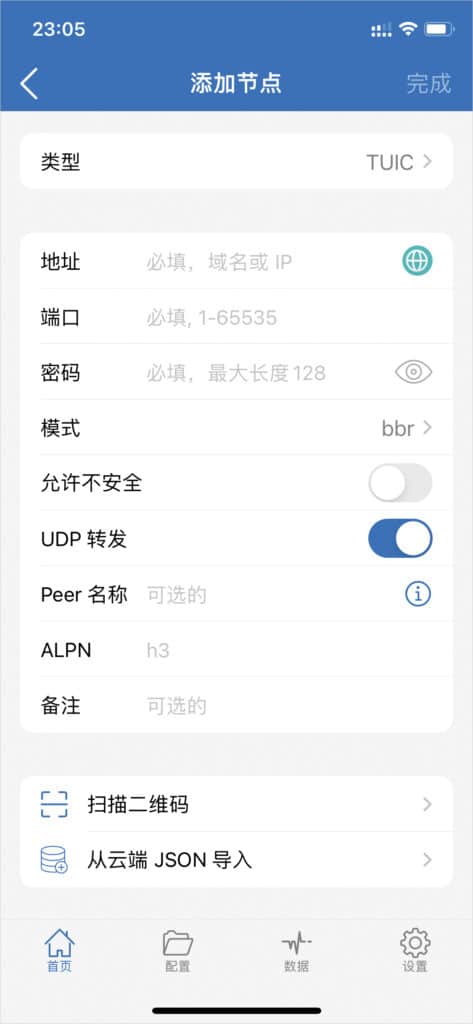 23:05
添加节点 完成
类型 TUIC
地址 必填，域名或 IP
端口 必填, 1-65535
密码 必填，最大长度128
模式 bbr
允许不安全
UDP 转发
Peer 名称 可选的
ALPN h3
备注 可选的
扫描二维码
从云端 JSON 导入
首页 配置 数据 设置